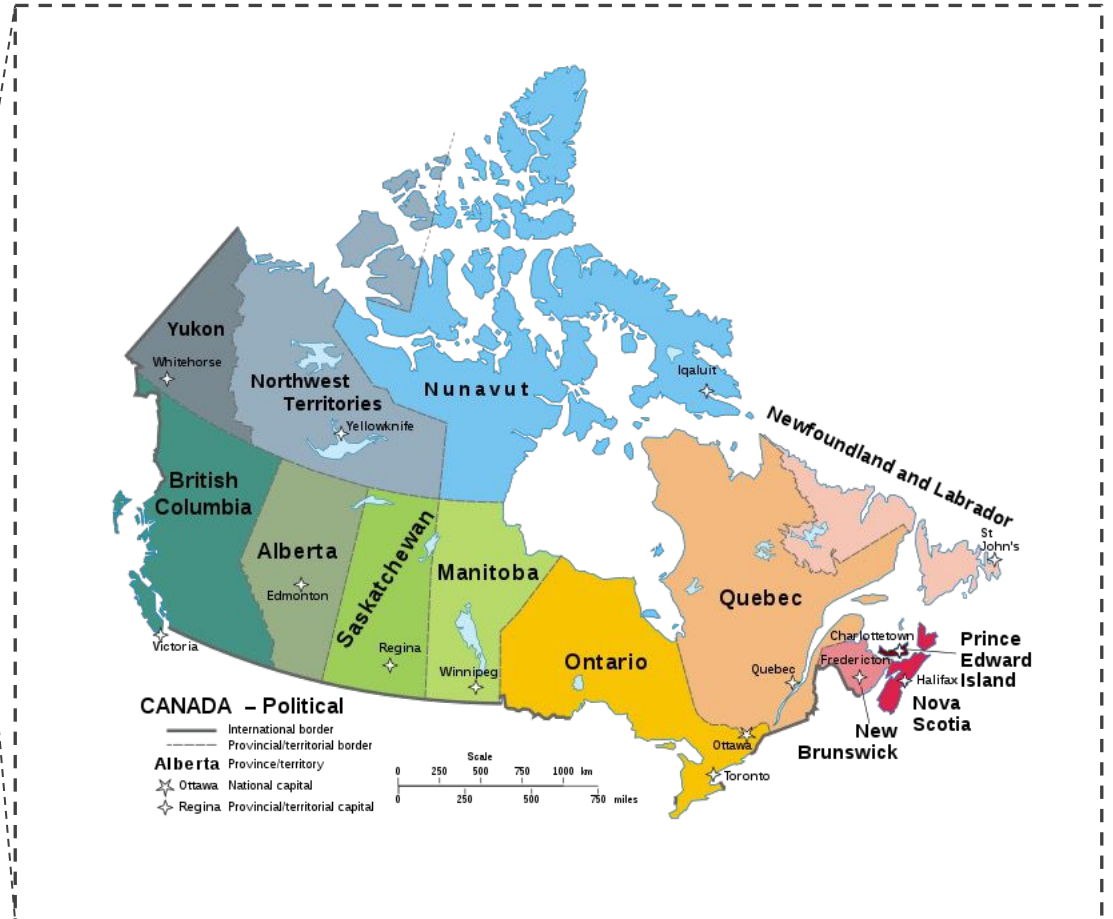 Yukon
Whitehorse
Northwest
Territories
Yellowknife
Nunavut
Iqaluit
Newfoundland and Labrador
St
John's
British
Columbia
Victoria
Alberta
Edmonton
Saskatchewan
Regina
Manitoba
Winnipeg
Ontario
Ottawa
Toronto
Quebec
Quebec
Charlottetown
Prince
Edward
Island
Fredericton
Halifax
Nova
Scotia
New
Brunswick
CANADA – Political
International border
Provincial/territorial border
Alberta Province/territory
Ottawa National capital
Regina Provincial/territorial capital
Scale
0 250 500 750 1000 km
0 250 500 750 miles